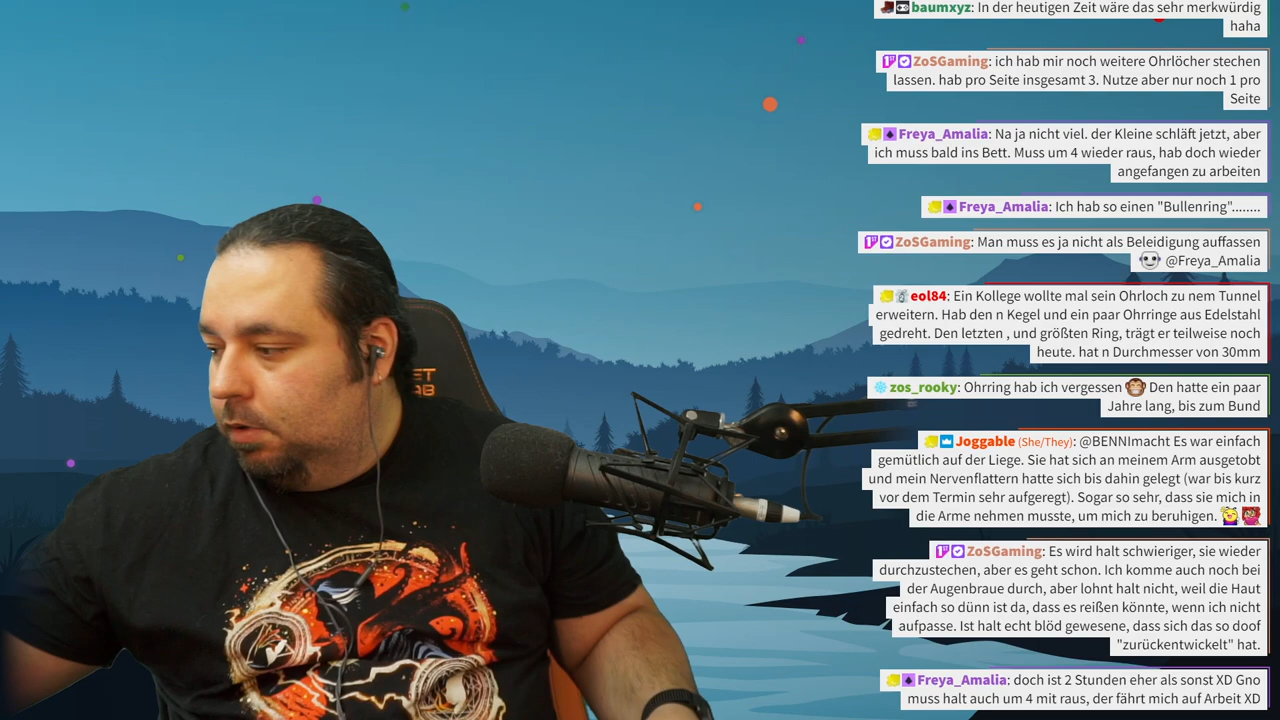 baumxyz: In der heutigen Zeit wäre das sehr merkwürdig
haha
ZoSGaming: ich hab mir noch weitere Ohrlöcher stechen
lassen. hab pro Seite insgesamt 3. Nutze aber nur noch 1 pro
Seite
Freya_Amalia: Na ja nicht viel. der Kleine schläft jetzt, aber
ich muss bald ins Bett. Muss um 4 wieder raus, hab doch wieder
angefangen zu arbeiten
Freya_Amalia: Ich hab so einen "Bullenring"........
ZoSGaming: Man muss es ja nicht als Beleidigung auffassen
@Freya_Amalia
eol84: Ein Kollege wollte mal sein Ohrloch zu nem Tunnel
erweitern. Hab den n Kegel und ein paar Ohrringe aus Edelstahl
gedreht. Den letzten , und größten Ring, trägt er teilweise noch
heute. hat n Durchmesser von 30mm
zos_rooky: Ohrring hab ich vergessen Den hatte ein paar
Jahre lang, bis zum Bund
Joggable (She/They): @BENNImacht Es war einfach
gemütlich auf der Liege. Sie hat sich an meinem Arm ausgetobt
und mein Nervenflattern hatte sich bis dahin gelegt (war bis kurz
vor dem Termin sehr aufgeregt). Sogar so sehr, dass sie mich in
die Arme nehmen musste, um mich zu beruhigen.
ZoSGaming: Es wird halt schwieriger, sie wieder
durchzustechen, aber es geht schon. Ich komme auch noch bei
der Augenbraue durch, aber lohnt halt nicht, weil die Haut
einfach so dünn ist da, dass es reißen könnte, wenn ich nicht
aufpasse. Ist halt echt blöd gewesene, dass sich das so doof
"zurückentwickelt" hat.
Freya_Amalia: doch ist 2 Stunden eher als sonst XD Gno
muss halt auch um 4 mit raus, der fährt mich auf Arbeit XD